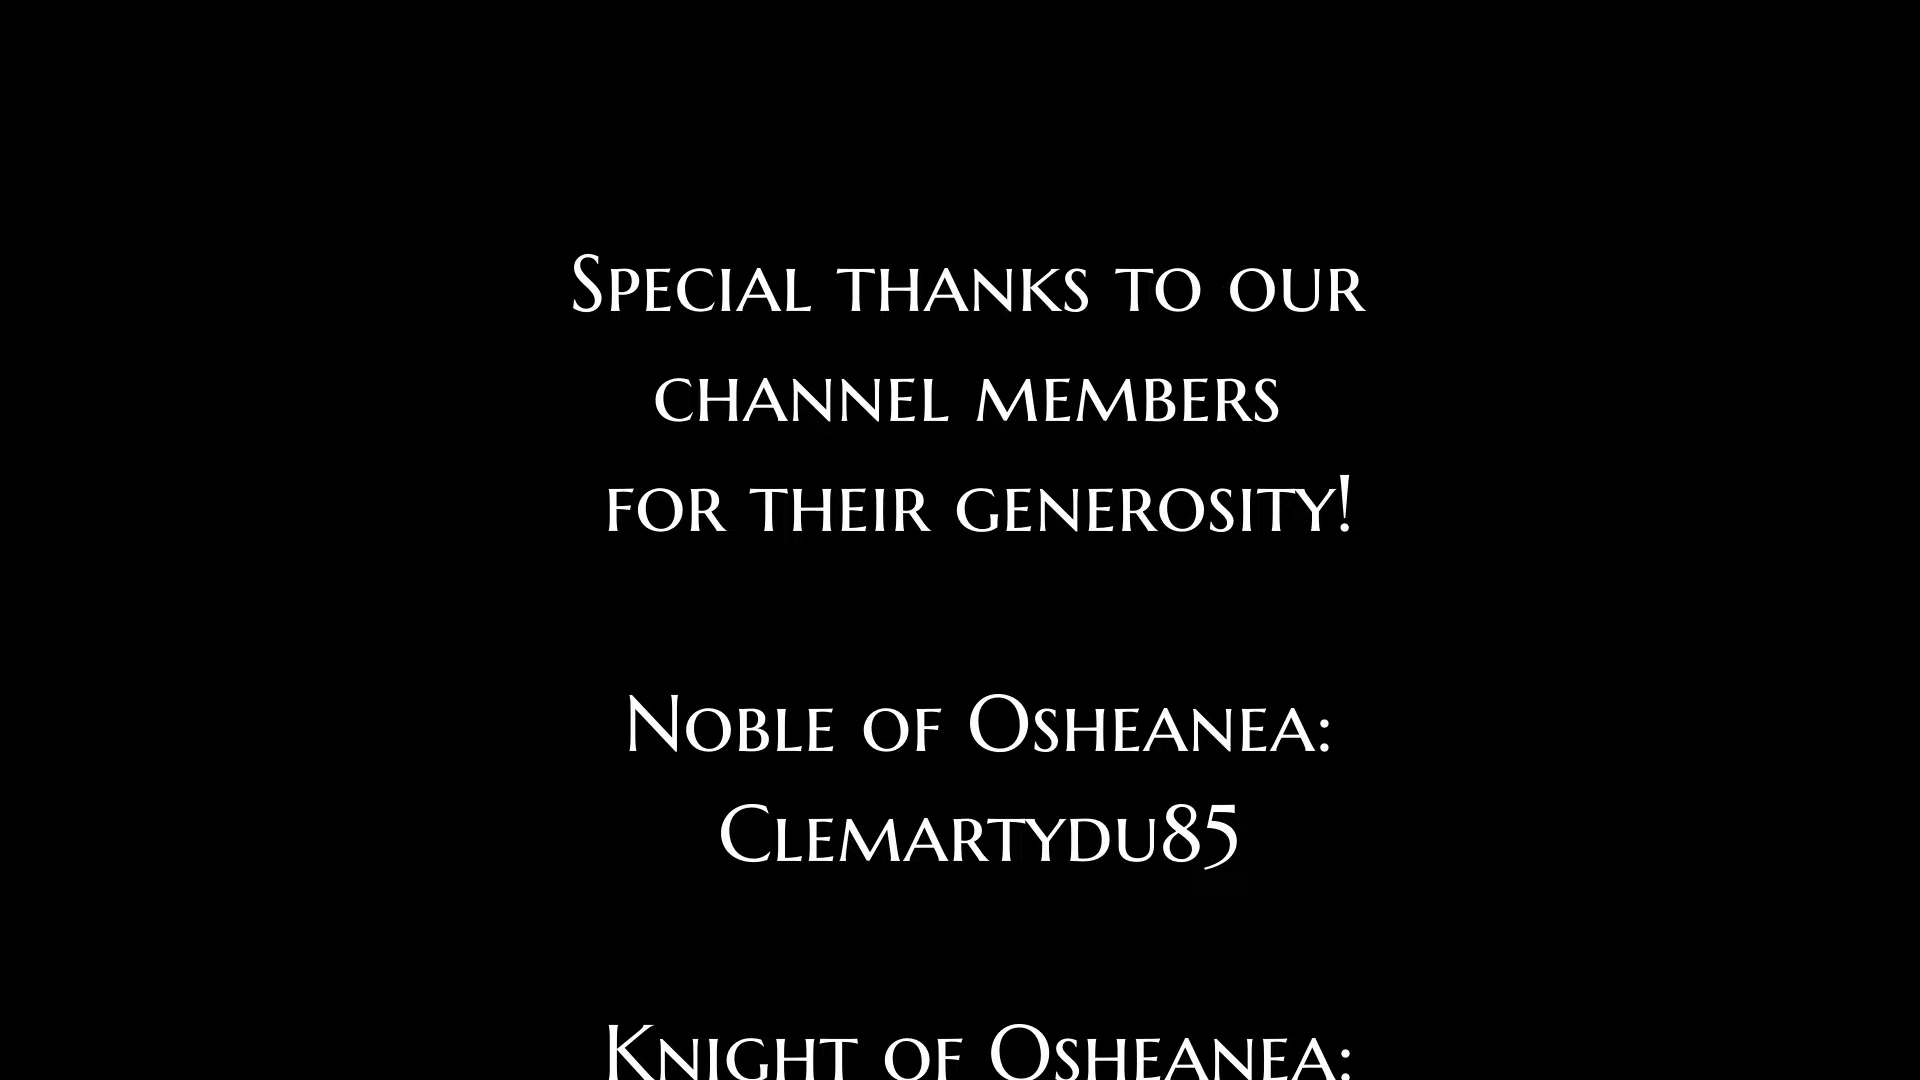 Special thanks to our
channel members
for their generosity!
Noble of Osheanea:
Clemartydu85
Knight of Osheanea: